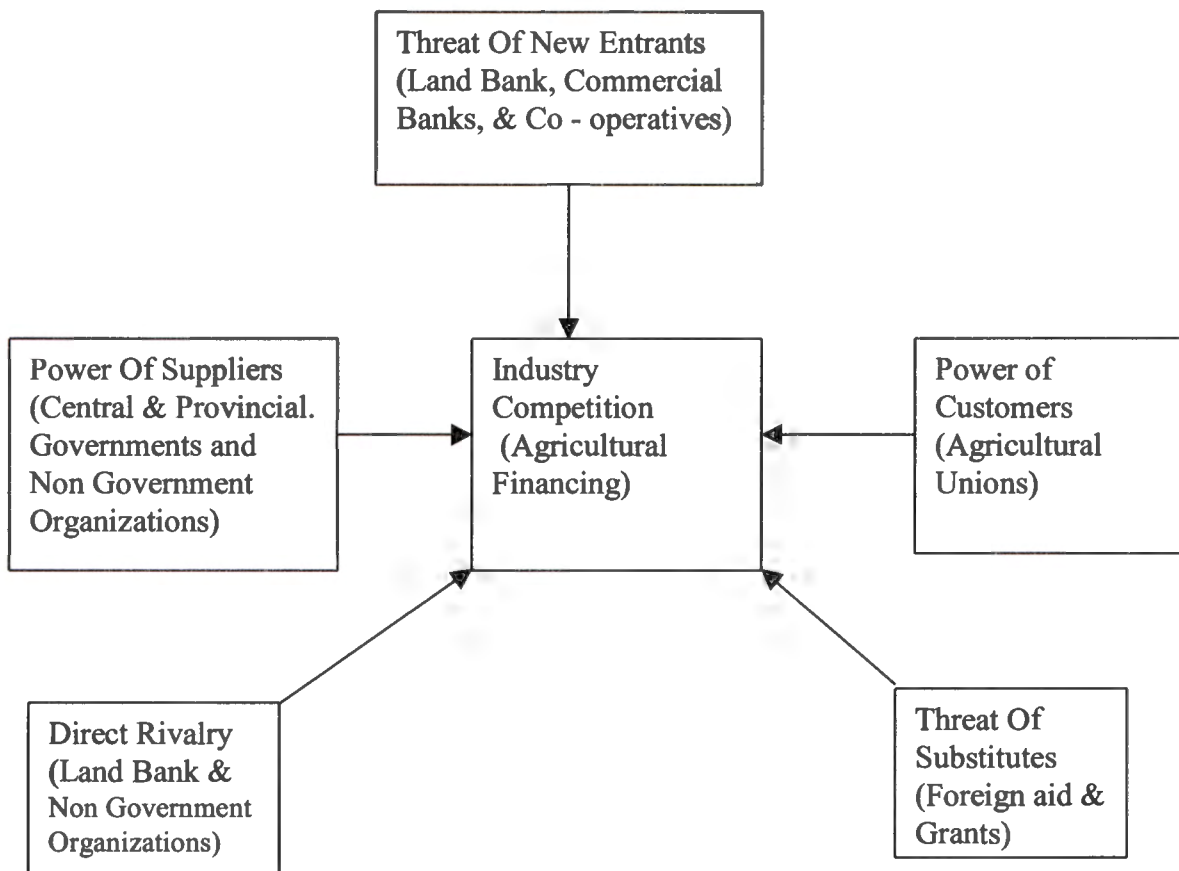 Threat Of New Entrants
(Land Bank, Commercial
Banks, & Co - operatives)
Power Of Suppliers
(Central & Provincial.
Governments and
Non Government
Organizations)
Industry
Competition
(Agricultural
Financing)
Power of
Customers
(Agricultural
Unions)
Direct Rivalry
(Land Bank &
Non Government
Organizations)
Threat Of
Substitutes
(Foreign aid &
Grants)